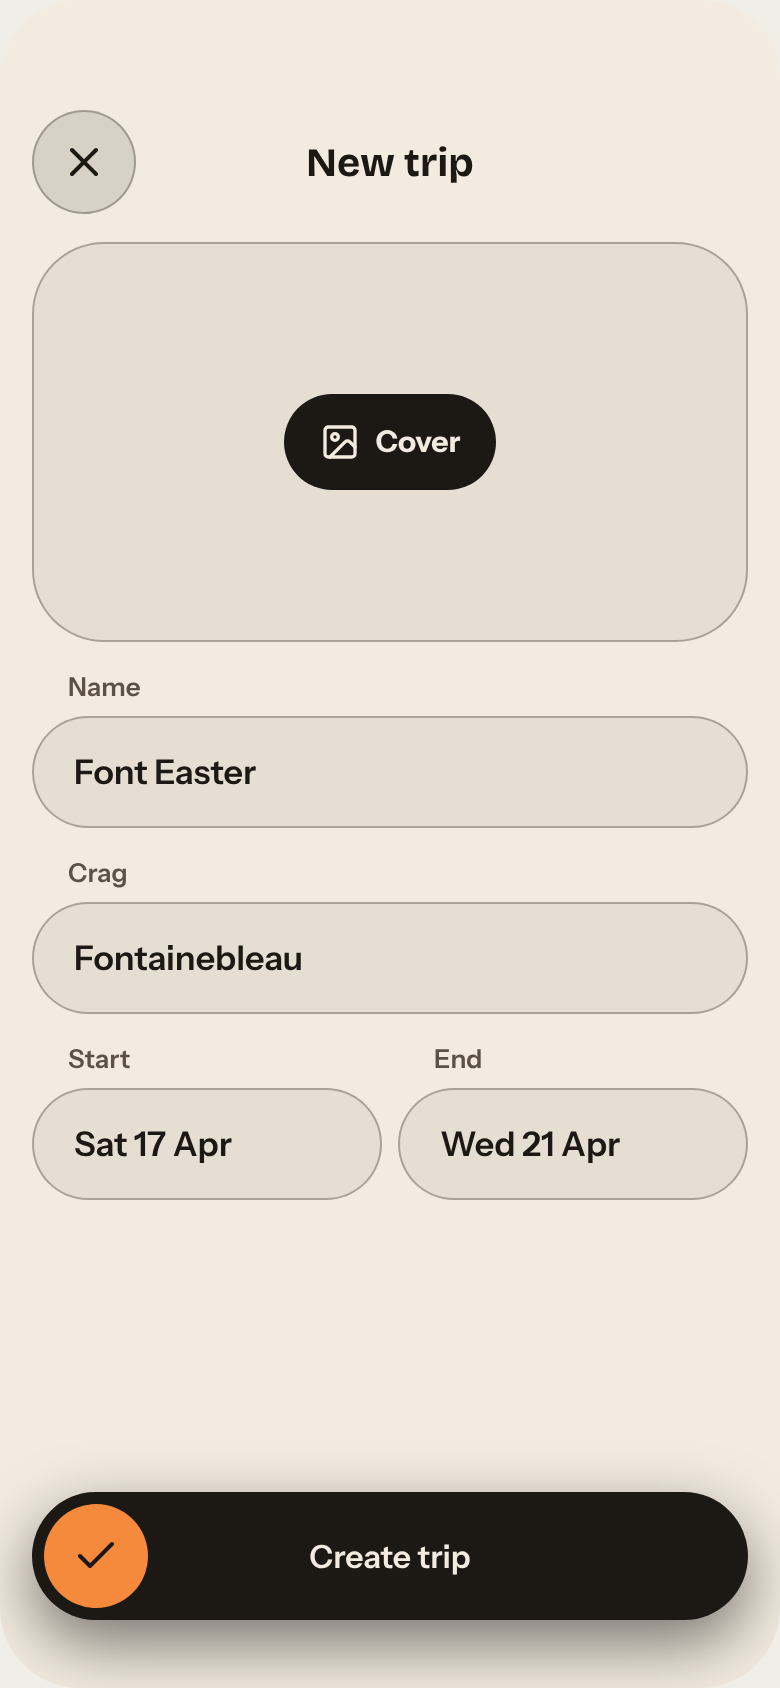 New trip
Cover
Name
Font Easter
Crag
Fontainebleau
Start
End
Sat 17 Apr
Wed 21 Apr
Create trip